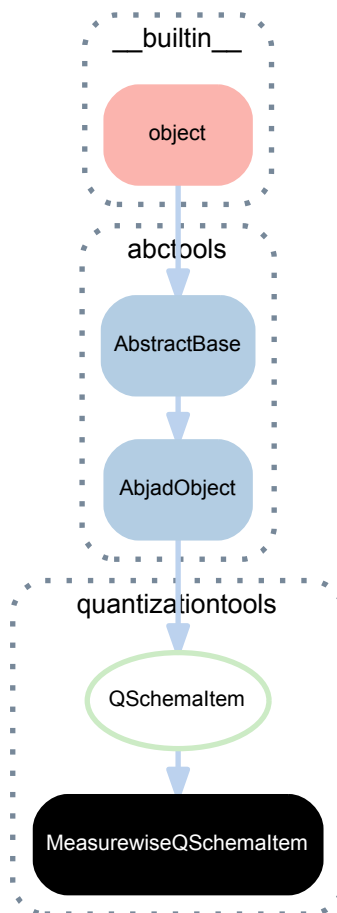 __builtin__
object
abctools
AbstractBase
AbjadObject
quantizationtools
QSchemaItem
MeasurewiseQSchemaItem